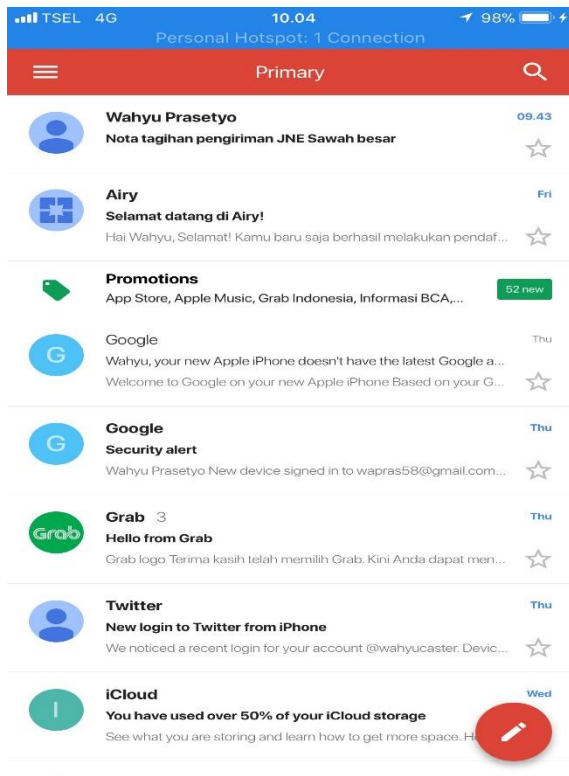 TSEL 4G 10.04 98%
Personal Hotspot: 1 Connection
Primary
Wahyu Prasetyo 09.43
Nota tagihan pengiriman JNE Sawah besar
Airy Fri
Selamat datang di Airy!
Hai Wahyu, Selamat! Kamu baru saja berhasil melakukan pendaf...
Promotions
52 new
App Store, Apple Music, Grab Indonesia, Informasi BCA,...
Google Thu
G
Wahyu, your new Apple iPhone doesn't have the latest Google a...
Welcome to Google on your new Apple iPhone Based on your G...
Google Thu
G
Security alert
Wahyu Prasetyo New device signed in to wapras58@gmail.com...
Grab 3 Thu
Grab
Hello from Grab
Grab logo Terima kasih telah memilih Grab. Kini Anda dapat men...
Twitter Thu
New login to Twitter from iPhone
We noticed a recent login for your account @wahyucaster. Devic...
iCloud Wed
I
You have used over 50% of your iCloud storage
See what you are storing and learn how to get more space.